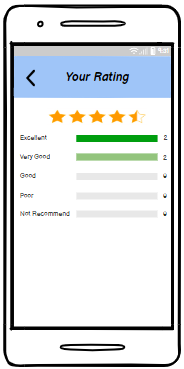 Your Rating
Excellent 2
Very Good 2
Good 0
Poor 0
Not Recommend 0